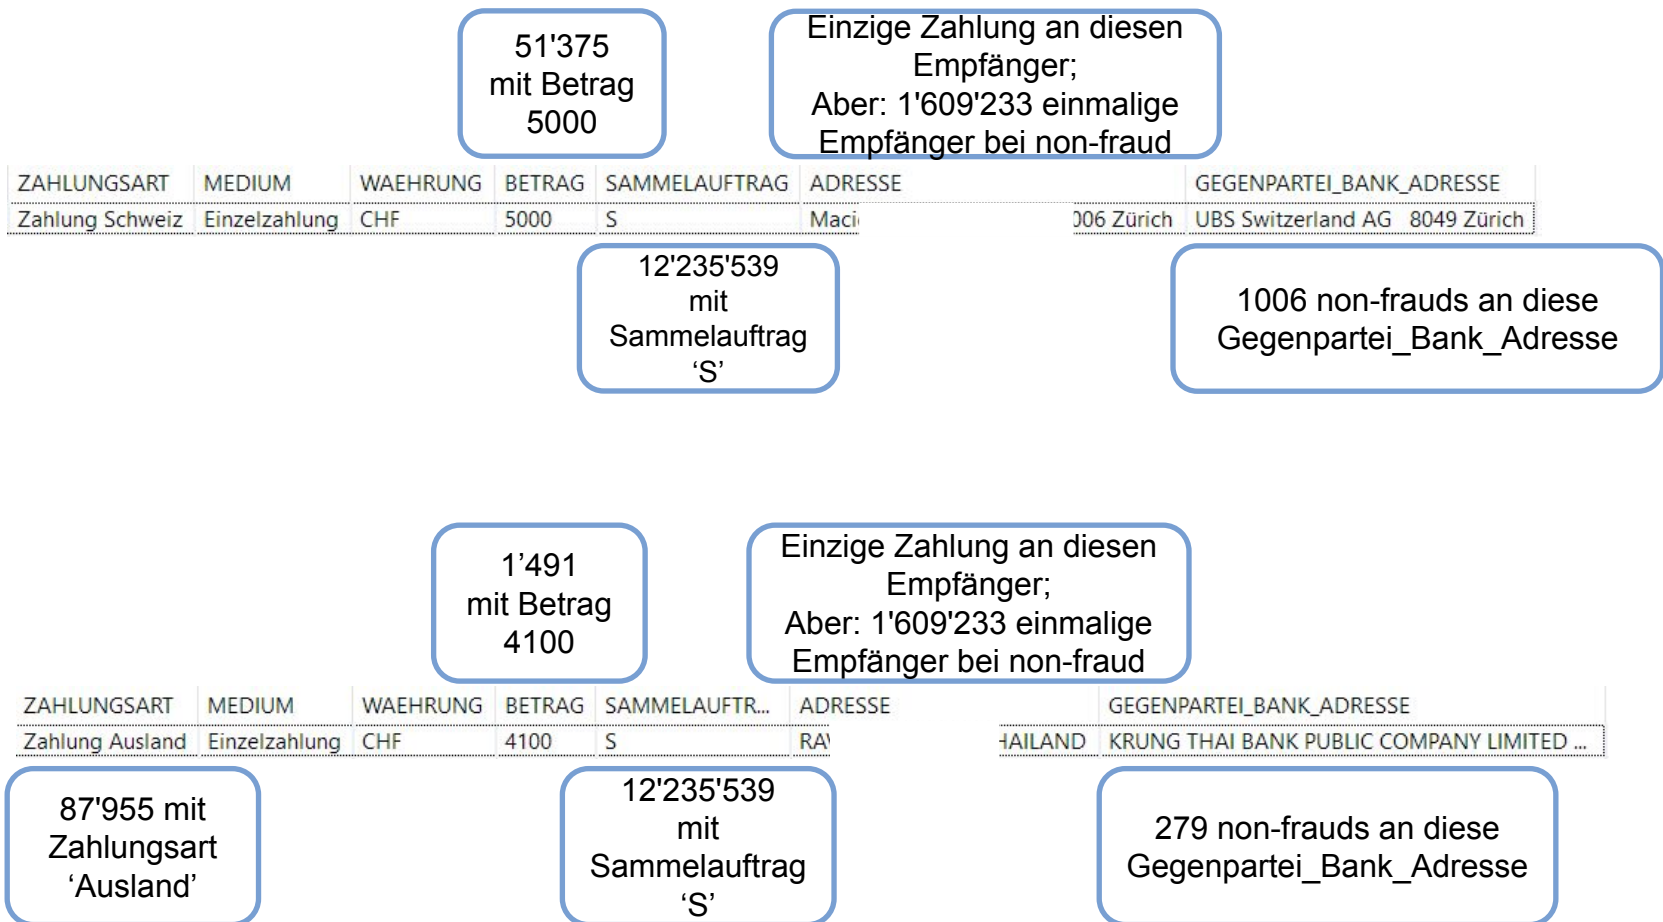 51'375
mit Betrag
5000
Einzige Zahlung an diesen
Empfänger;
Aber: 1'609'233 einmalige
Empfänger bei non-fraud
ZAHLUNGSART MEDIUM WAEHRUNG BETRAG SAMMELAUFTRAG ADRESSE GEGENPARTEI_BANK_ADRESSE
Zahlung Schweiz Einzelzahlung CHF 5000 S Maci 006 Zürich UBS Switzerland AG 8049 Zürich
12'235'539
mit
Sammelauftrag
‘S’
1006 non-frauds an diese
Gegenpartei_Bank_Adresse
1’491
mit Betrag
4100
Einzige Zahlung an diesen
Empfänger;
Aber: 1'609'233 einmalige
Empfänger bei non-fraud
ZAHLUNGSART MEDIUM WAEHRUNG BETRAG SAMMELAUFTR... ADRESSE GEGENPARTEI_BANK_ADRESSE
Zahlung Ausland Einzelzahlung CHF 4100 S RAV HAILAND KRUNG THAI BANK PUBLIC COMPANY LIMITED ...
87'955 mit
Zahlungsart
‘Ausland’
12'235'539
mit
Sammelauftrag
‘S’
279 non-frauds an diese
Gegenpartei_Bank_Adresse